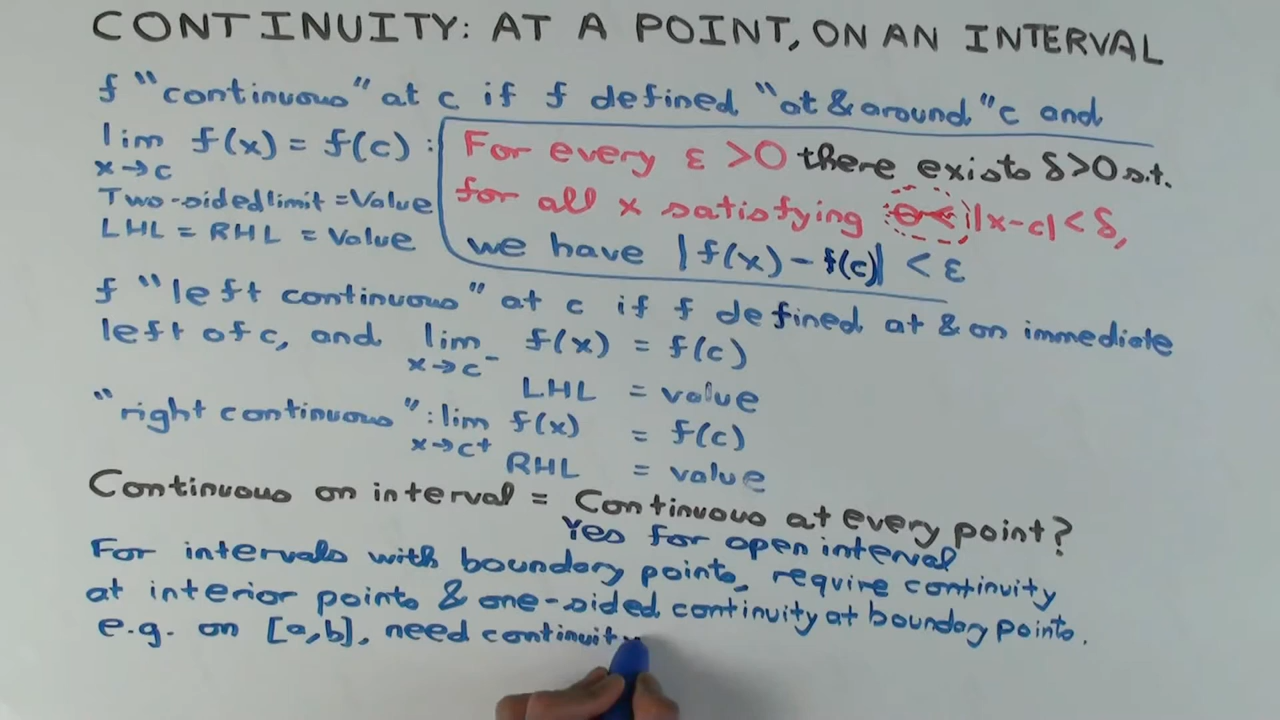 CONTINUITY: AT A POINT, ON AN INTERVAL
f "continuous" at c if f defined "at & around" c and
lim f(x) = f(c) :
x→c
Two-sided limit = Value
LHL = RHL = Value
For every ε >0 there exists δ>0 s.t.
for all x satisfying 0< |x-c| < δ,
we have |f(x) - f(c)| < ε
f "left continuous" at c if f defined at & on immediate
left of c, and lim f(x) = f(c)
x→c⁻
LHL = value
"right continuous": lim f(x) = f(c)
x→c⁺
RHL = value
Continuous on interval = Continuous at every point?
Yes for open interval
For intervals with boundary points, require continuity
at interior points & one-sided continuity at boundary points.
e.g. on [a,b], need continuity